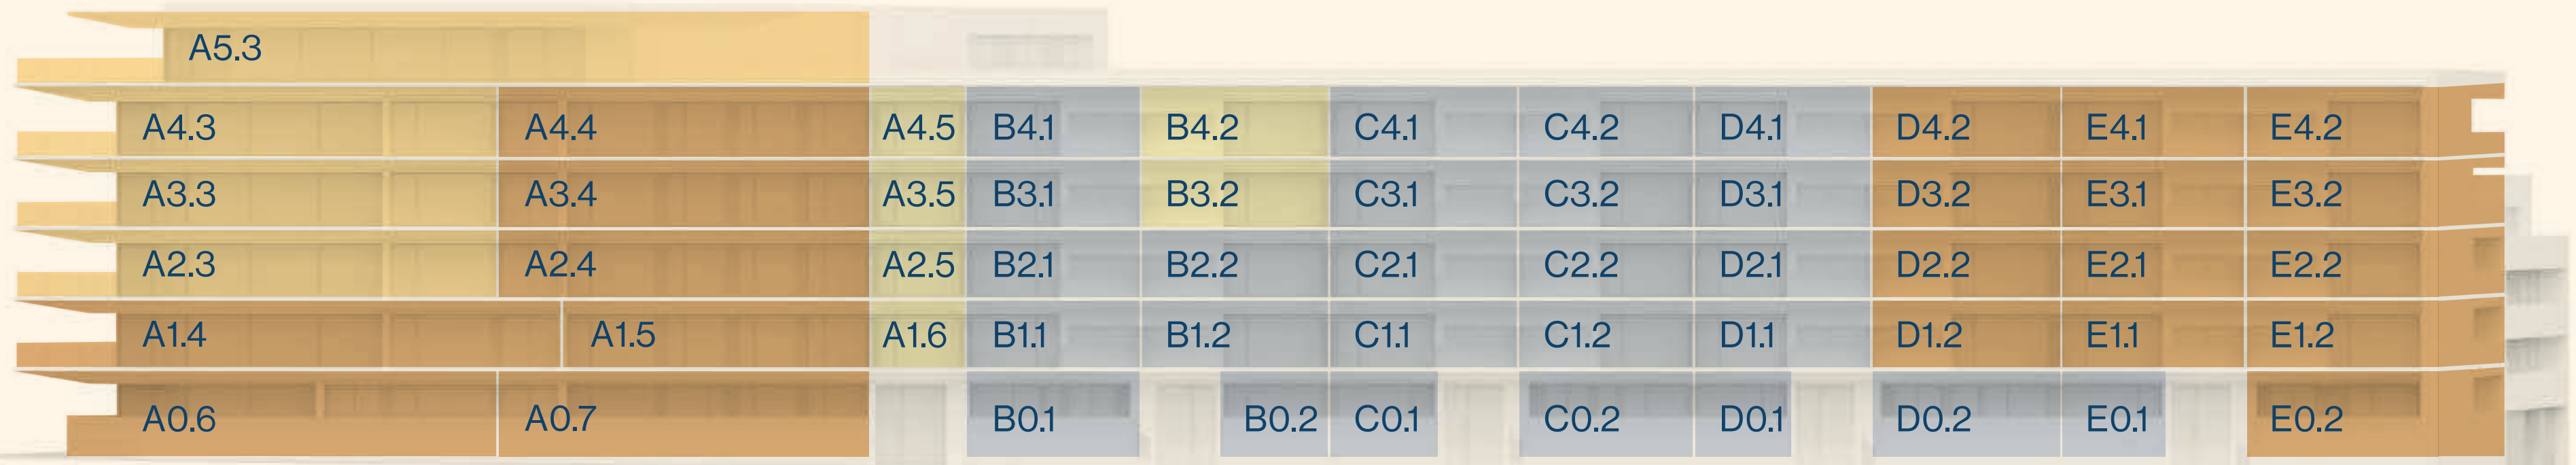 A5.3
A4.3 A4.4 A4.5 B4.1 B4.2 C4.1 C4.2 D4.1 D4.2 E4.1 E4.2
A3.3 A3.4 A3.5 B3.1 B3.2 C3.1 C3.2 D3.1 D3.2 E3.1 E3.2
A2.3 A2.4 A2.5 B2.1 B2.2 C2.1 C2.2 D2.1 D2.2 E2.1 E2.2
A1.4 A1.5 A1.6 B1.1 B1.2 C1.1 C1.2 D1.1 D1.2 E1.1 E1.2
A0.6 A0.7 B0.1 B0.2 C0.1 C0.2 D0.1 D0.2 E0.1 E0.2